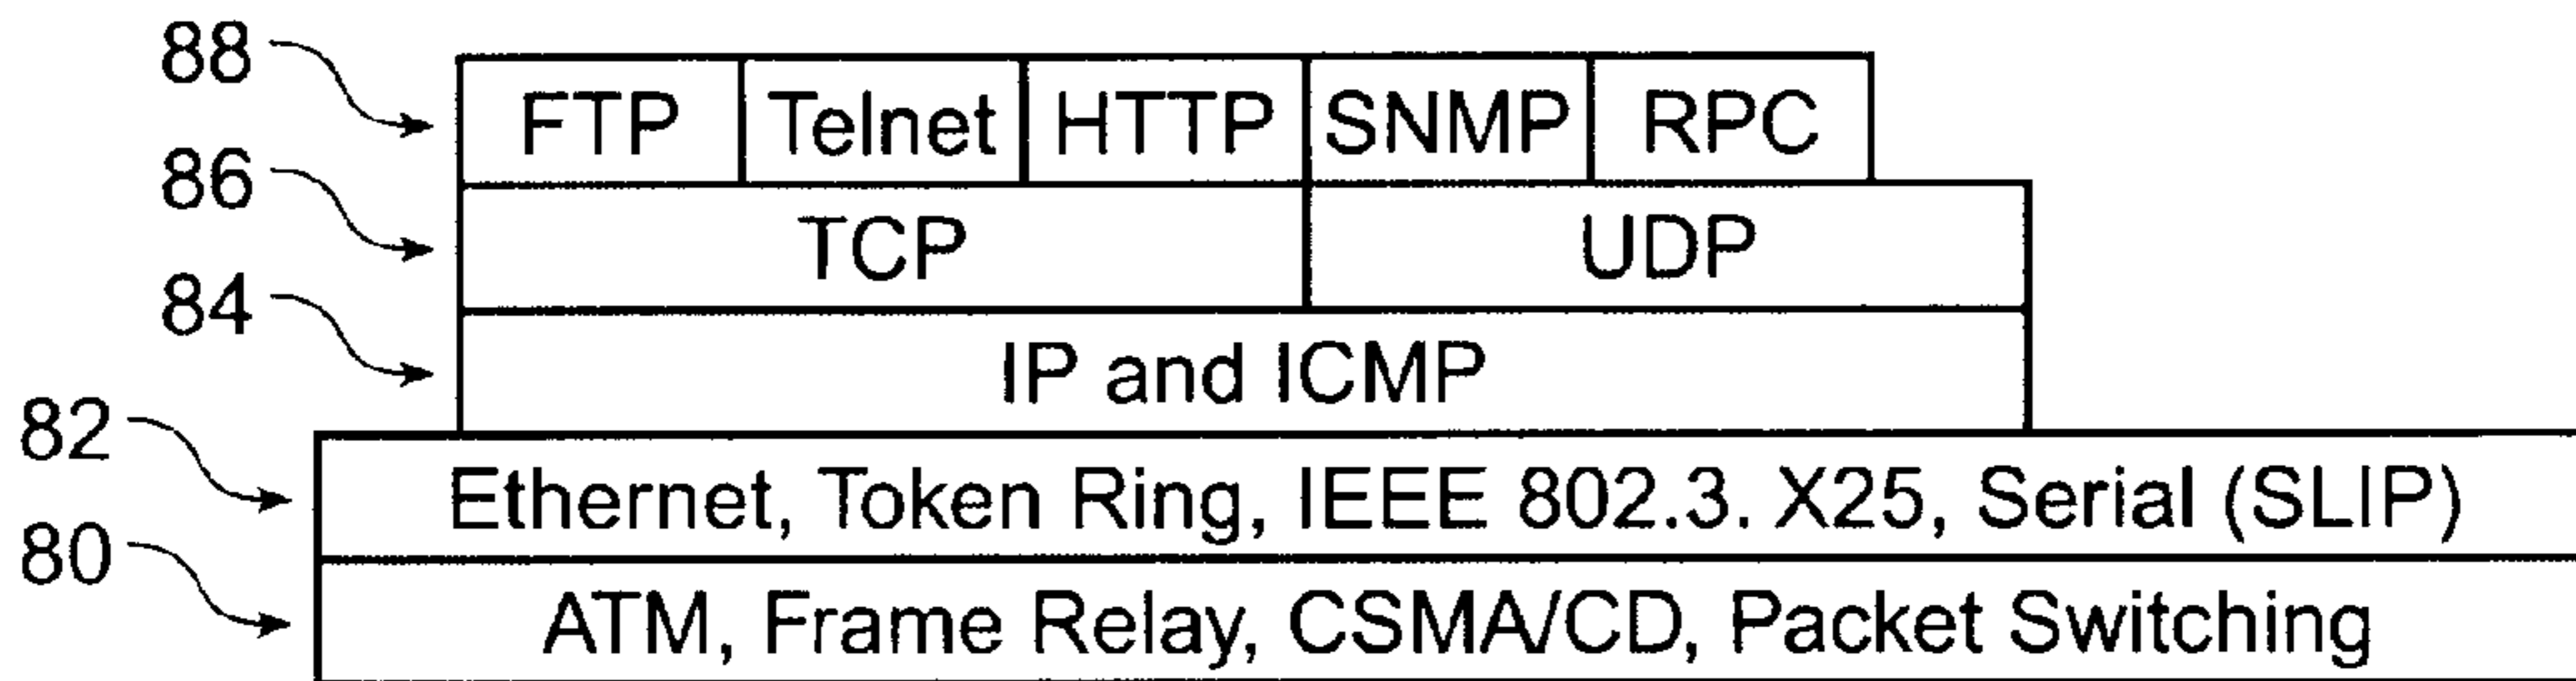 88 FTP Telnet HTTP SNMP RPC
86 TCP UDP
84 IP and ICMP
82 Ethernet, Token Ring, IEEE 802.3. X25, Serial (SLIP)
80 ATM, Frame Relay, CSMA/CD, Packet Switching